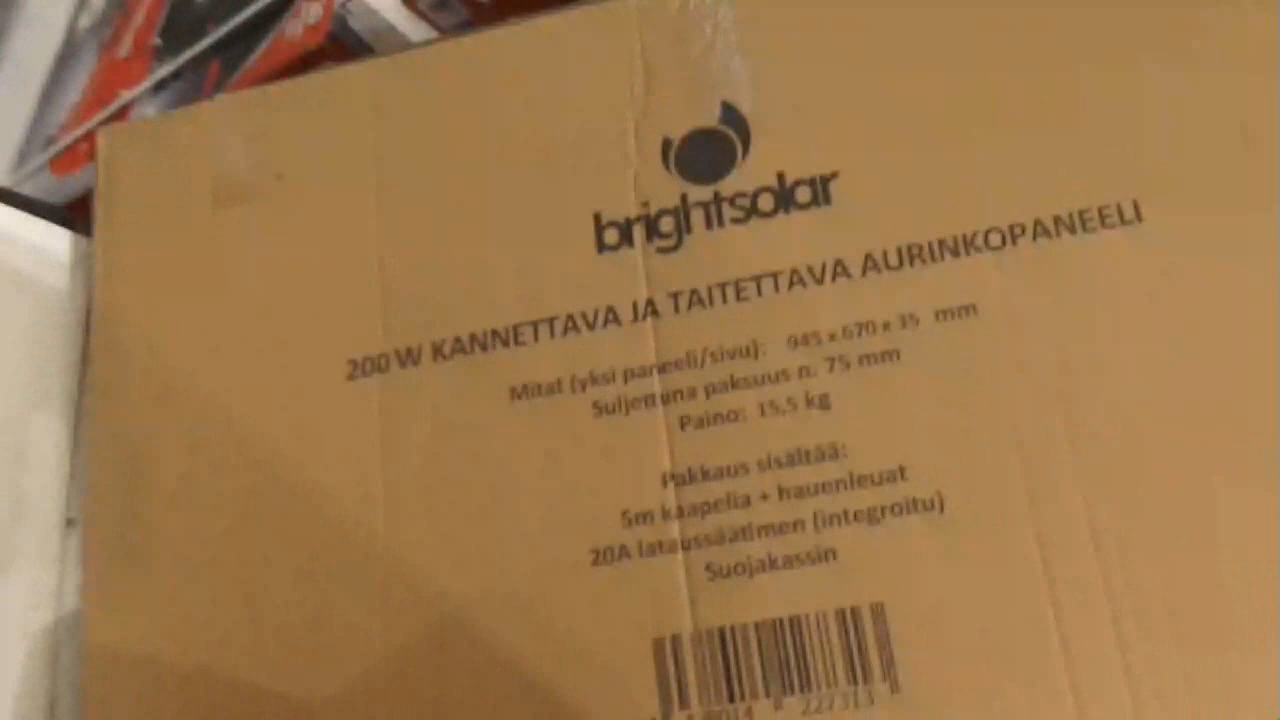 brightsolar
200 W KANNETTAVA JA TAITETTAVA AURINKOPANEELI
Mitat (yksi paneeli/sivu): 945 x 670 x 35 mm
Suljettuna paksuus n. 75 mm
Paino: 15,5 kg
Pakkaus sisältää:
5m kaapelia + hauenleuat
20A lataussäätimen (integroitu)
Suojakassin
227313